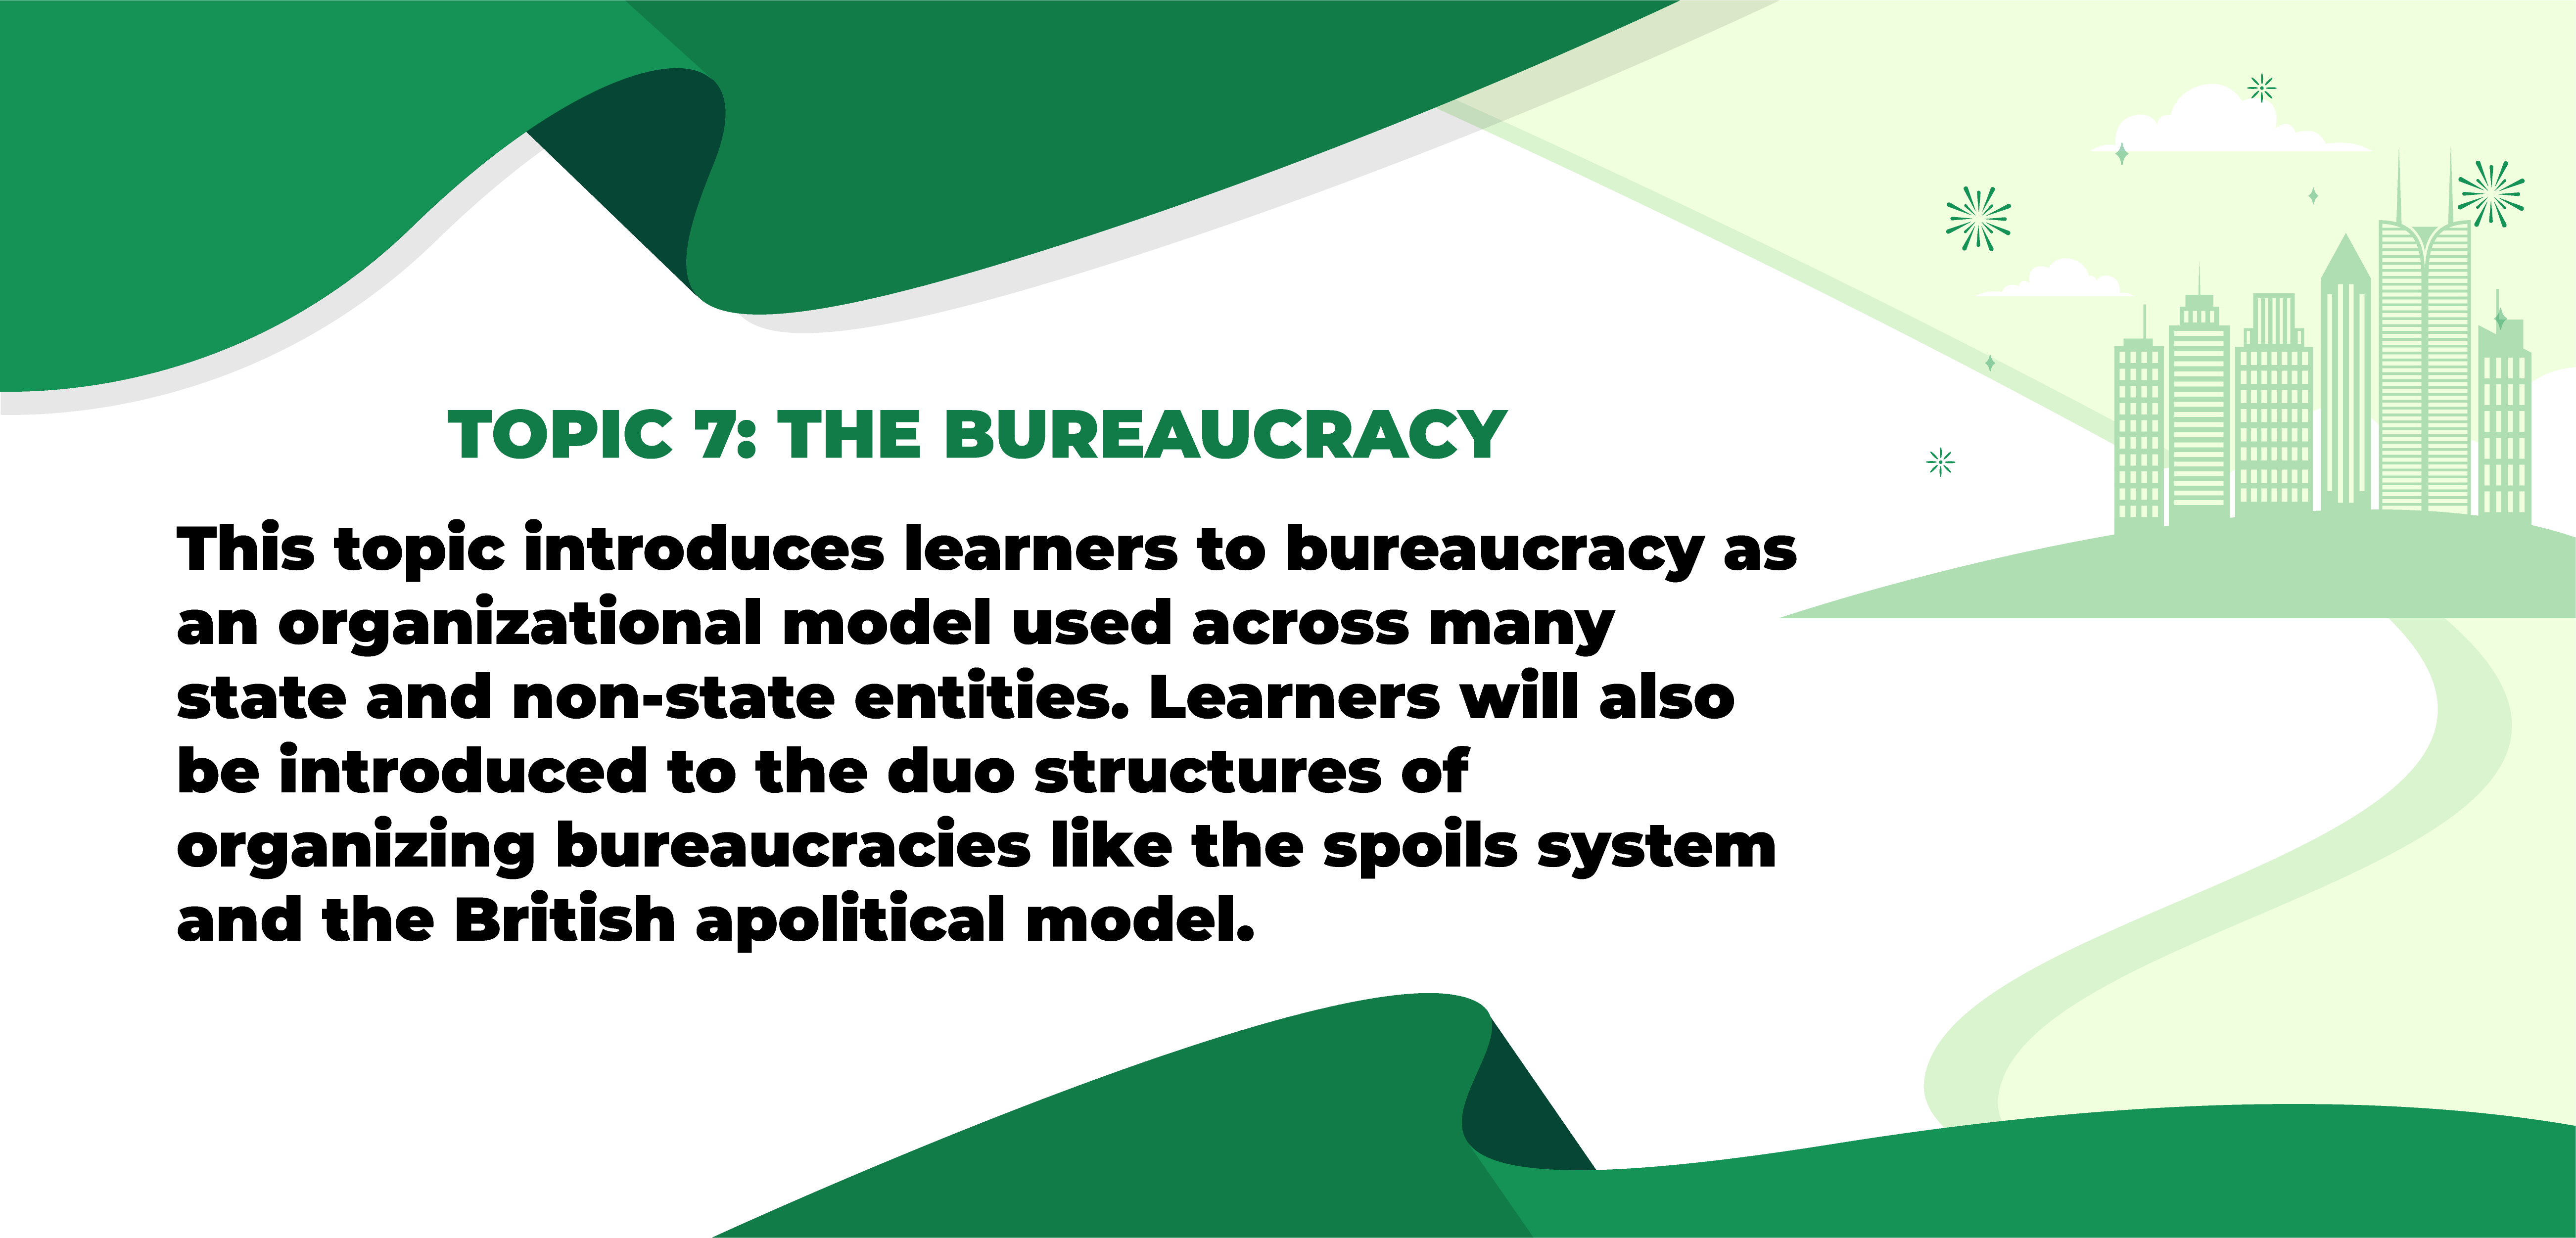 TOPIC 7: THE BUREAUCRACY
This topic introduces learners to bureaucracy as
an organizational model used across many
state and non-state entities. Learners will also
be introduced to the duo structures of
organizing bureaucracies like the spoils system
and the British apolitical model.